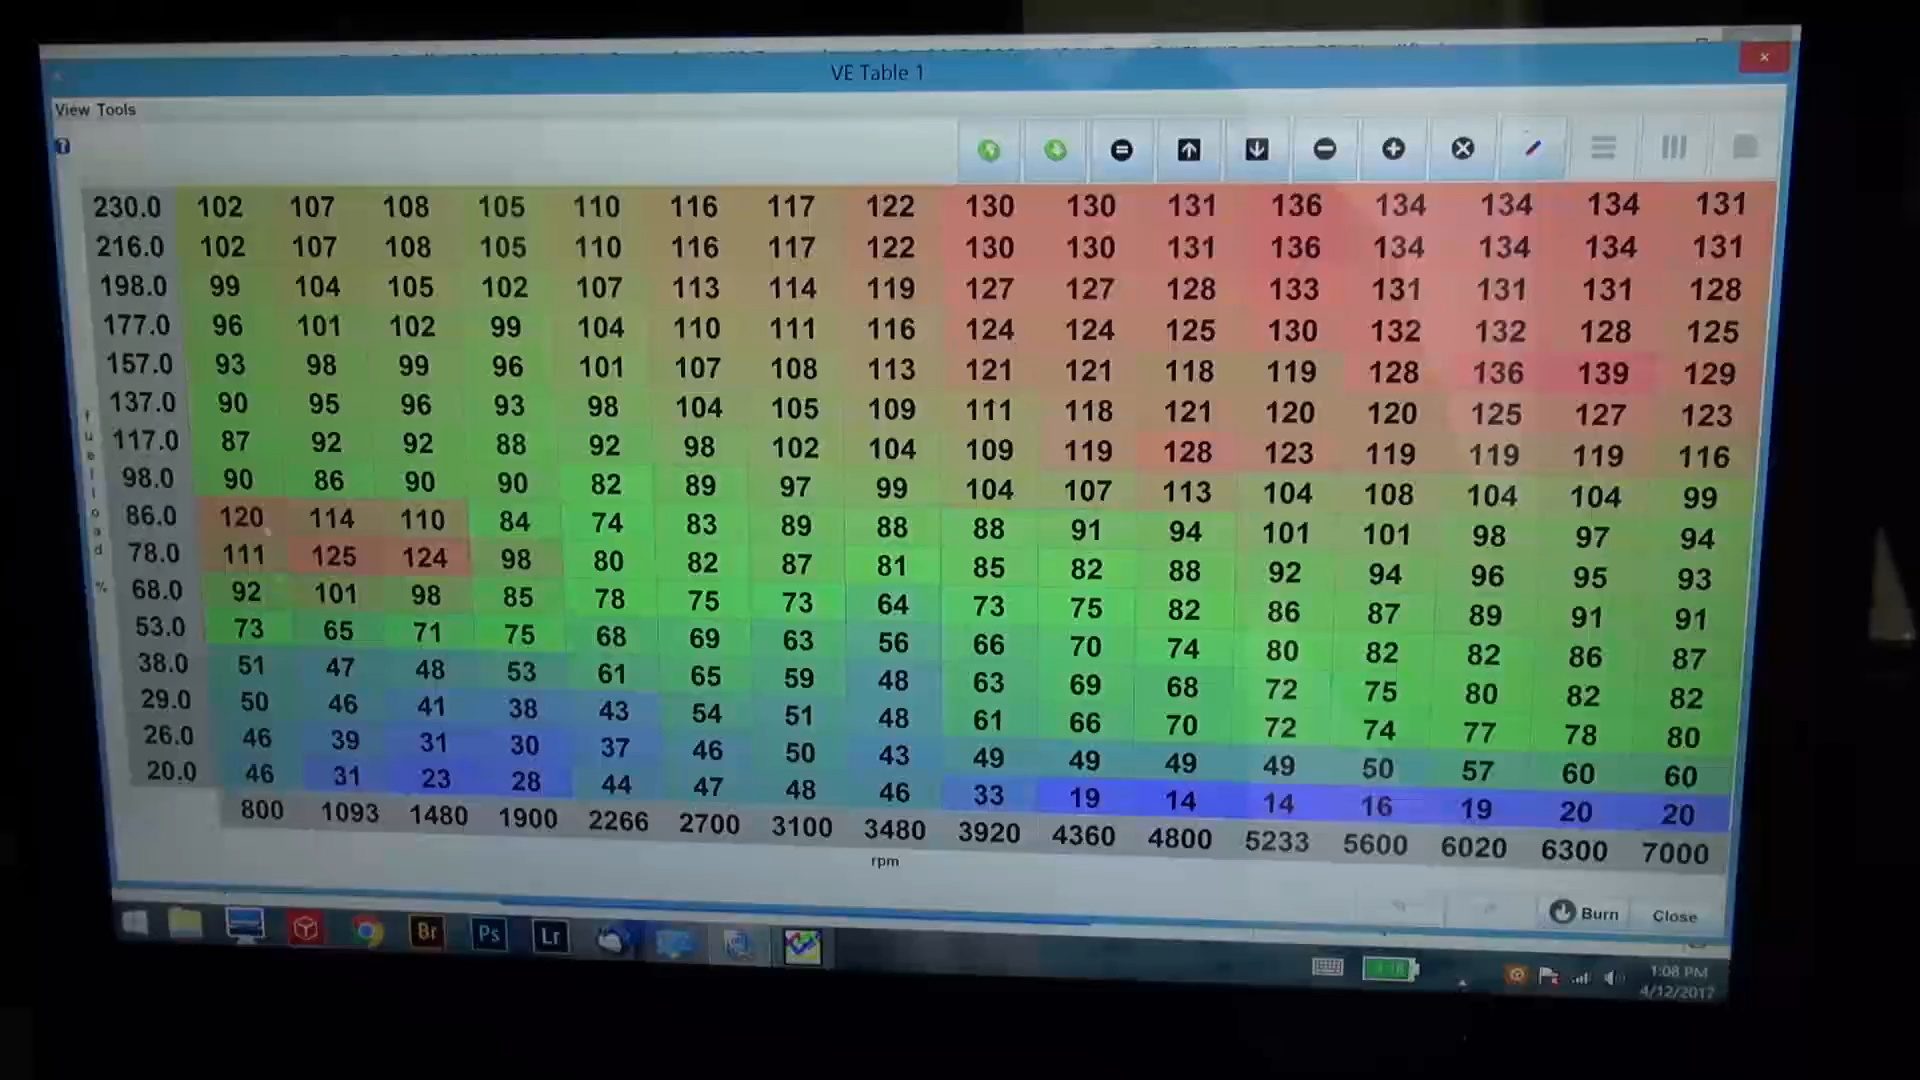 VE Table 1
View Tools
230.0 102 107 108 105 110 116 117 122 130 130 131 136 134 134 134 131
216.0 102 107 108 105 110 116 117 122 130 130 131 136 134 134 134 131
198.0 99 104 105 102 107 113 114 119 127 127 128 133 131 131 131 128
177.0 96 101 102 99 104 110 111 116 124 124 125 130 132 132 128 125
157.0 93 98 99 96 101 107 108 113 121 121 118 119 128 136 139 129
137.0 90 95 96 93 98 104 105 109 111 118 121 120 120 125 127 123
117.0 87 92 92 88 92 98 102 104 109 119 128 123 119 119 119 116
98.0 90 86 90 90 82 89 97 99 104 107 113 104 108 104 104 99
86.0 120 114 110 84 74 83 89 88 88 91 94 101 101 98 97 94
78.0 111 125 124 98 80 82 87 81 85 82 88 92 94 96 95 93
68.0 92 101 98 85 78 75 73 64 73 75 82 86 87 89 91 91
53.0 73 65 71 75 68 69 63 56 66 70 74 80 82 82 86 87
38.0 51 47 48 53 61 65 59 48 63 69 68 72 75 80 82 82
29.0 50 46 41 38 43 54 51 48 61 66 70 72 74 77 78 80
26.0 46 39 31 30 37 46 50 43 49 49 49 49 50 57 60 60
20.0 46 31 23 28 44 47 48 46 33 19 14 14 16 19 20 20
fuelload %
800 1093 1480 1900 2266 2700 3100 3480 3920 4360 4800 5233 5600 6020 6300 7000
rpm
Burn Close
Br Ps Lr
1:08 PM
4/12/2017